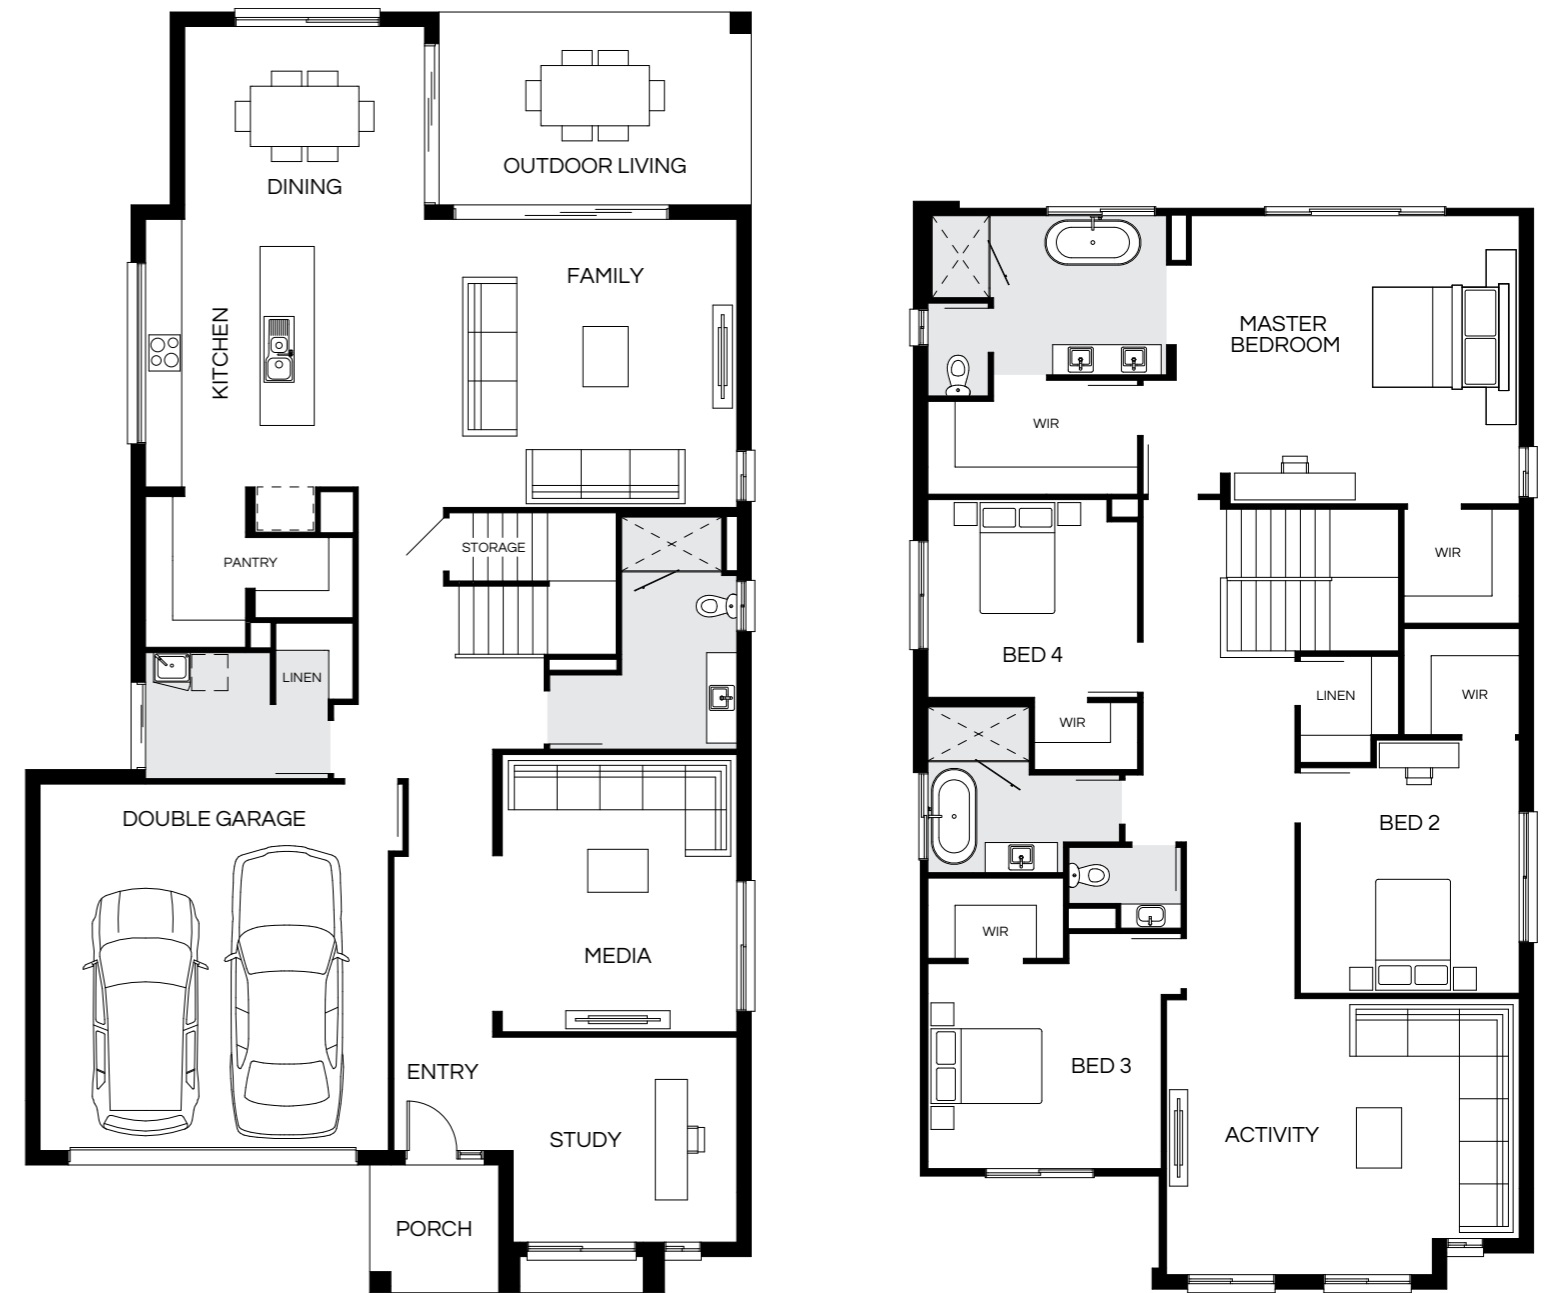 DINING
OUTDOOR LIVING
KITCHEN
FAMILY
STORAGE
PANTRY
LINEN
DOUBLE GARAGE
MEDIA
ENTRY
STUDY
PORCH
MASTER
BEDROOM
WIR
WIR
BED 4
WIR
LINEN
WIR
BED 2
WIR
BED 3
ACTIVITY